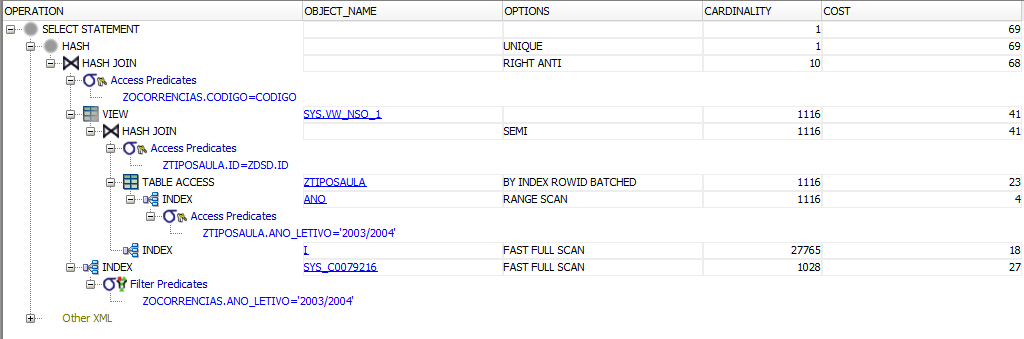 OPERATION OBJECT_NAME OPTIONS CARDINALITY COST
SELECT STATEMENT 1 69
HASH UNIQUE 1 69
HASH JOIN RIGHT ANTI 10 68
Access Predicates
ZOCORRENCIAS.CODIGO=CODIGO
VIEW SYS.VW_NSO_1 1116 41
HASH JOIN SEMI 1116 41
Access Predicates
ZTIPOSAULA.ID=ZDSD.ID
TABLE ACCESS ZTIPOSAULA BY INDEX ROWID BATCHED 1116 23
INDEX ANO RANGE SCAN 1116 4
Access Predicates
ZTIPOSAULA.ANO_LETIVO='2003/2004'
INDEX I FAST FULL SCAN 27765 18
INDEX SYS_C0079216 FAST FULL SCAN 1028 27
Filter Predicates
ZOCORRENCIAS.ANO_LETIVO='2003/2004'
Other XML